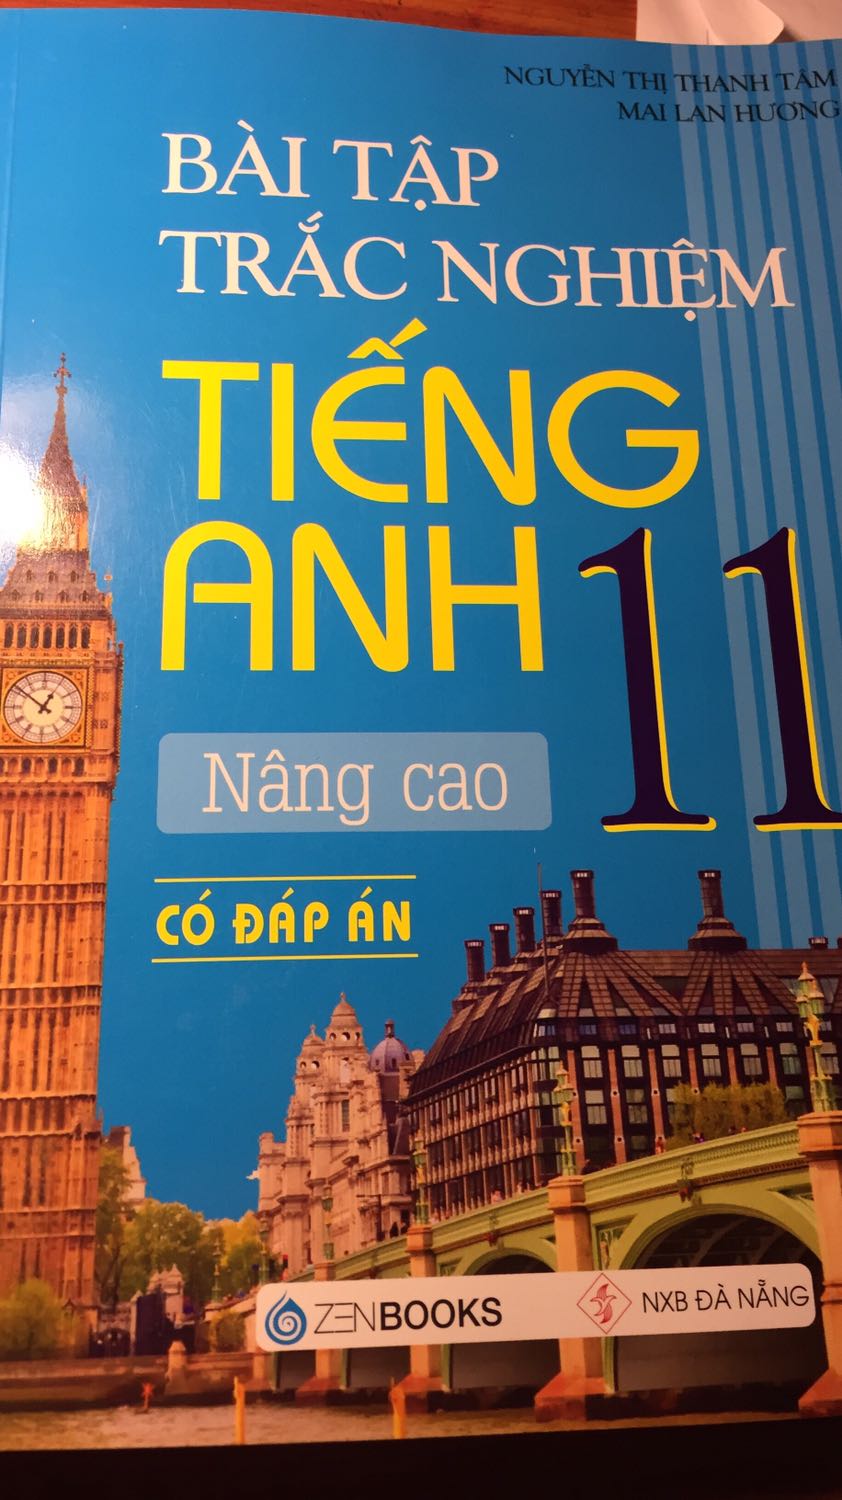 NGUYỄN THỊ THANH TÂM
MAI LAN HƯƠNG
BÀI TẬP
TRẮC NGHIỆM
TIẾNG
ANH 11
Nâng cao
CÓ ĐÁP ÁN
ZENBOOKS
NXB ĐÀ NẴNG